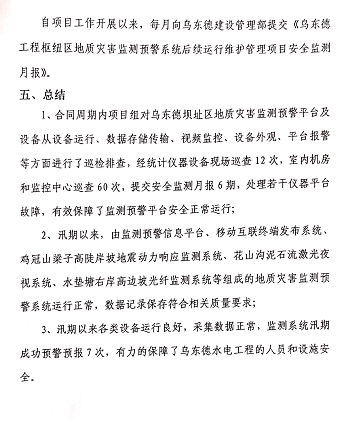 自项目工作开展以来，每月向乌东德建设管理部提交《乌东德
工程枢纽区地质灾害监测预警系统后续运行维护管理项目安全监测
月报》。
五、总结
1、合同周期内项目组对乌东德坝址区地质灾害监测预警平台及
设备从设备运行、数据存储传输、视频监控、设备外观、平台报警
等方面进行了巡检排查，经统计仪器设备现场巡查 12 次，室内机房
和监控中心巡查 60 次，提交安全监测月报 6 期，处理若干仪器平台
故障，有效保障了监测预警平台安全正常运行；
2、汛期以来，由监测预警信息平台、移动互联终端发布系统、
鸡冠山梁子高陡岸坡地震动力响应监测系统、花山沟泥石流激光夜
视系统、水垫塘右岸高边坡光纤监测系统等组成的地质灾害监测预
警系统运行正常，数据记录保存符合相关质量要求；
3、汛期以来各类设备运行良好，采集数据正常，监测系统汛期
成功预警预报 7 次，有力的保障了乌东德水电工程的人员和设施安
全。